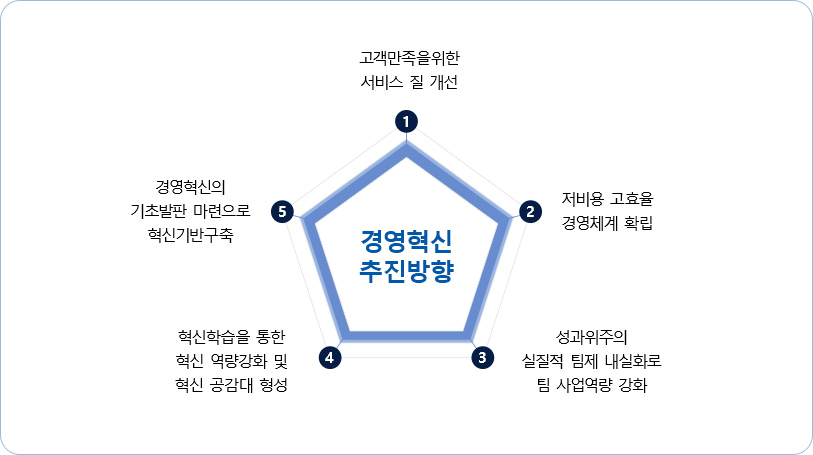 고객만족을위한
서비스 질 개선
1
경영혁신의
기초발판 마련으로
혁신기반구축
5
2
저비용 고효율
경영체계 확립
경영혁신
추진방향
혁신학습을 통한
혁신 역량강화 및
혁신 공감대 형성
4
3
성과위주의
실질적 팀제 내실화로
팀 사업역량 강화